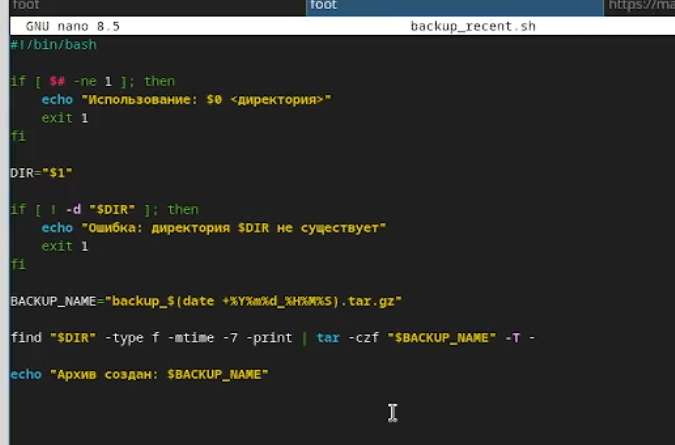 foot
foot
https://ma
GNU nano 8.5
backup_recent.sh
#!/bin/bash
if [ $# -ne 1 ]; then
    echo "Использование: $0 <директория>"
    exit 1
fi
DIR="$1"
if [ ! -d "$DIR" ]; then
    echo "Ошибка: директория $DIR не существует"
    exit 1
fi
BACKUP_NAME="backup_$(date +%Y%m%d_%H%M%S).tar.gz"
find "$DIR" -type f -mtime -7 -print | tar -czf "$BACKUP_NAME" -T -
echo "Архив создан: $BACKUP_NAME"